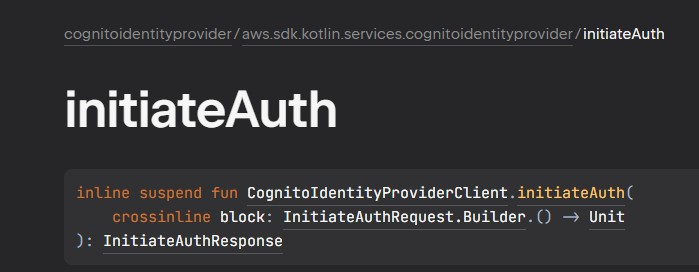 cognitoidentityprovider/aws.sdk.kotlin.services.cognitoidentityprovider/initiateAuth
initiateAuth
inline suspend fun CognitoIdentityProviderClient.initiateAuth(
    crossinline block: InitiateAuthRequest.Builder.() -> Unit
): InitiateAuthResponse